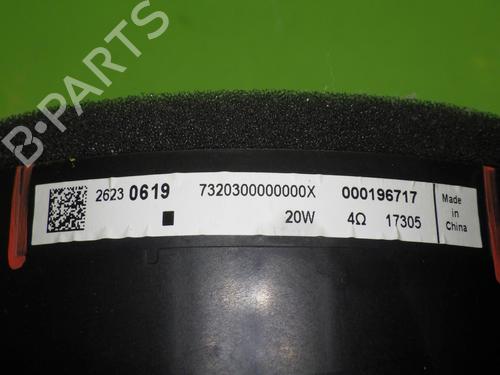 B-PARTS
2623 0619 7320300000000X 000196717
20W 4Ω 17305
Made
in
China